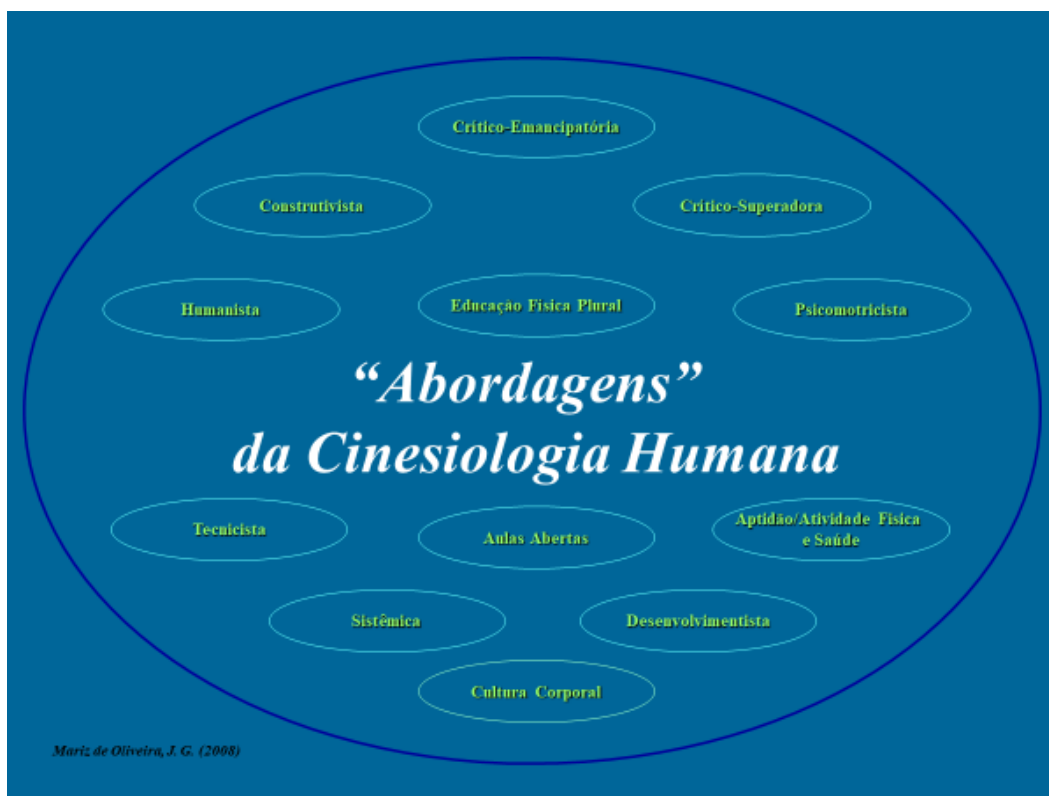 Crítico-Emancipatória
Construtivista
Crítico-Superadora
Humanista
Educação Física Plural
Psicomotricista
“Abordagens”
da Cinesiologia Humana
Tecnicista
Aulas Abertas
Aptidão/Atividade Física
e Saúde
Sistêmica
Desenvolvimentista
Cultura Corporal
Mariz de Oliveira, J. G. (2008)